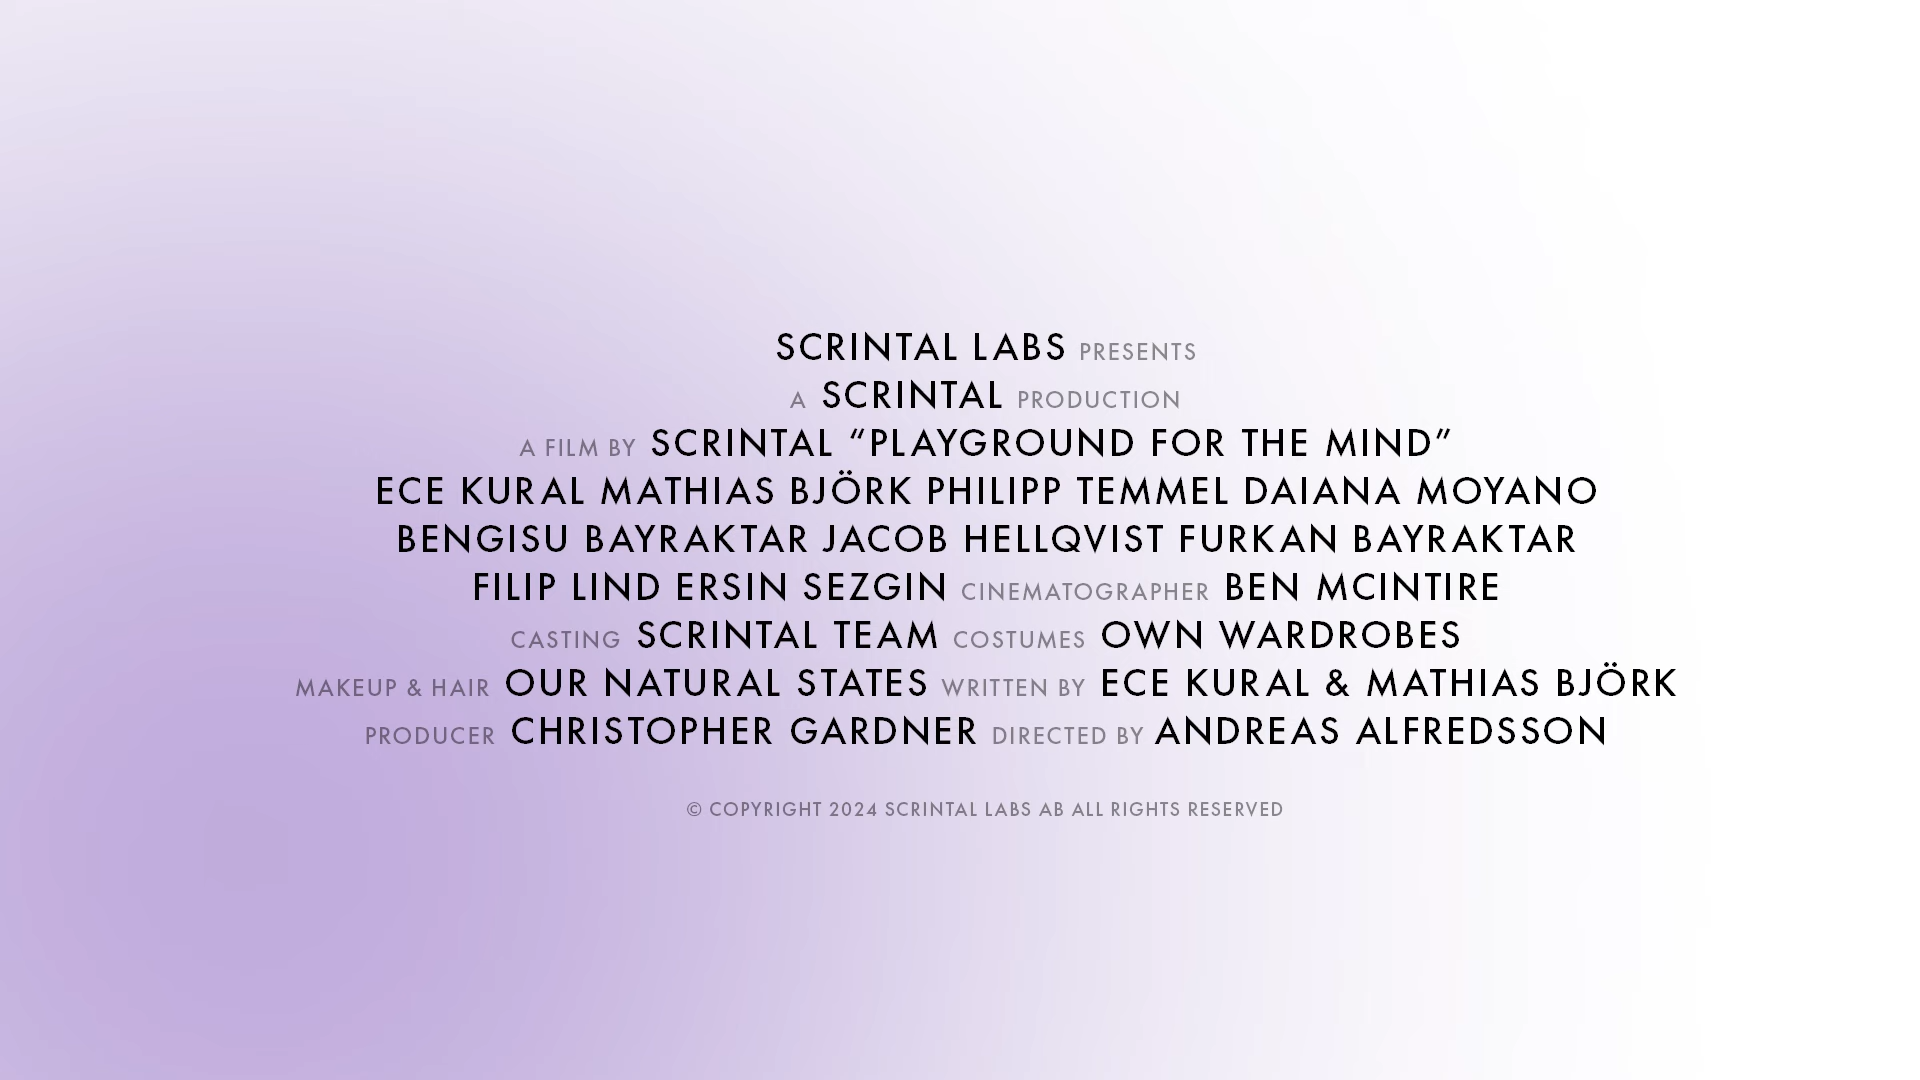 SCRINTAL LABS PRESENTS
A SCRINTAL PRODUCTION
A FILM BY SCRINTAL “PLAYGROUND FOR THE MIND”
ECE KURAL MATHIAS BJÖRK PHILIPP TEMMEL DAIANA MOYANO
BENGISU BAYRAKTAR JACOB HELLQVIST FURKAN BAYRAKTAR
FILIP LIND ERSIN SEZGIN CINEMATOGRAPHER BEN MCINTIRE
CASTING SCRINTAL TEAM COSTUMES OWN WARDROBES
MAKEUP & HAIR OUR NATURAL STATES WRITTEN BY ECE KURAL & MATHIAS BJÖRK
PRODUCER CHRISTOPHER GARDNER DIRECTED BY ANDREAS ALFREDSSON
© COPYRIGHT 2024 SCRINTAL LABS AB ALL RIGHTS RESERVED